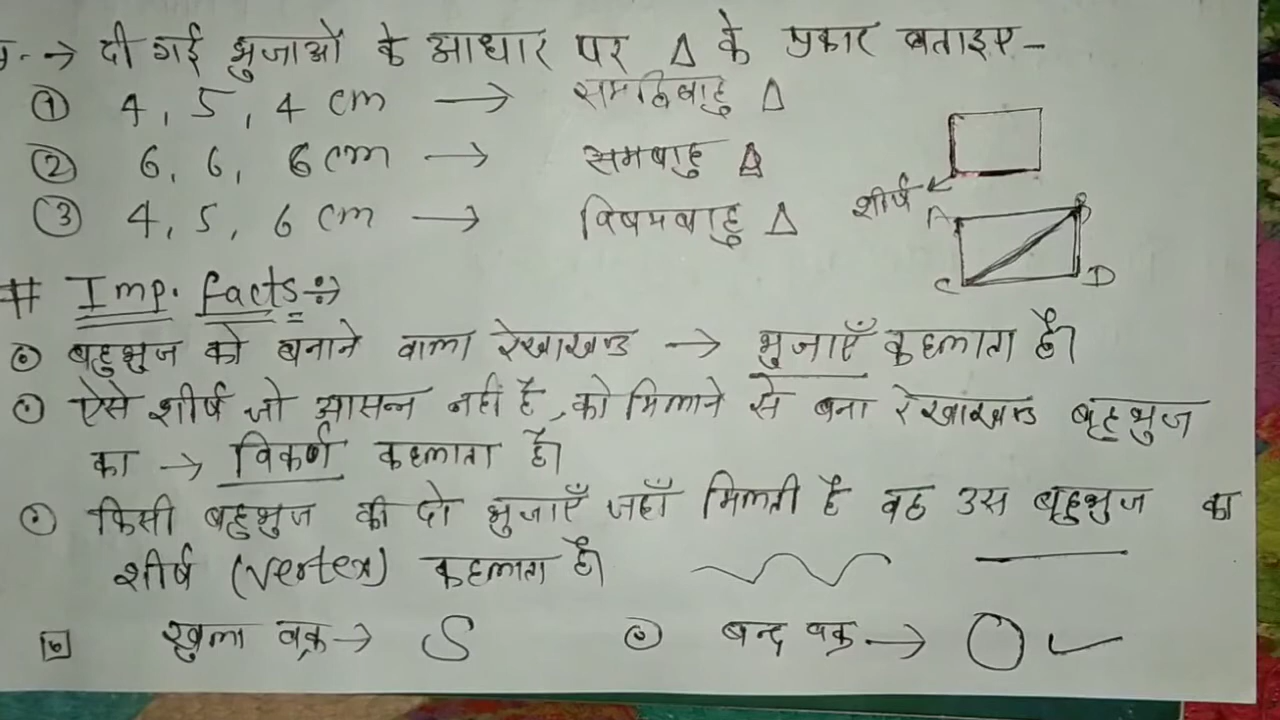 → दी गई भुजाओं के आधार पर Δ के प्रकार बताइए-
① 4, 5, 4 cm → समद्विबाहु Δ
② 6, 6, 6 cm → समबाहु Δ
③ 4, 5, 6 cm → विषमबाहु Δ
शीर्ष
A B
C D
# Imp. facts ÷→
बहुभुज को बनाने वाला रेखाखण्ड → भुजाएँ कहलाता है।
ऐसे शीर्ष जो आसन्न नहीं है, को मिलाने से बना रेखाखण्ड बहुभुज
का → विकर्ण कहलाता है।
किसी बहुभुज की दो भुजाएँ जहाँ मिलती है वह उस बहुभुज का
शीर्ष (Vertex) कहलाता है।
खुला वक्र → S बन्द वक्र → O ✓